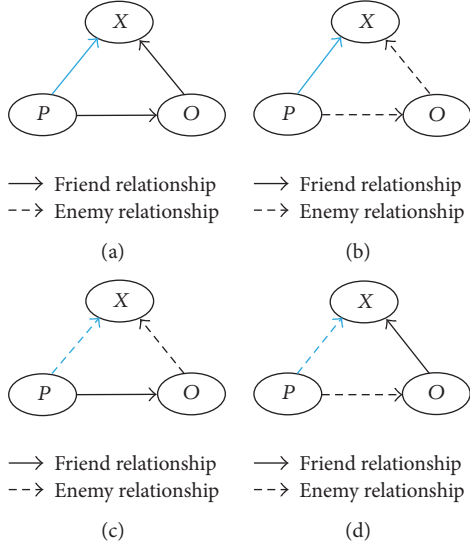 X
P
O
Friend relationship
Enemy relationship
(a)
X
P
O
Friend relationship
Enemy relationship
(b)
X
P
O
Friend relationship
Enemy relationship
(c)
X
P
O
Friend relationship
Enemy relationship
(d)